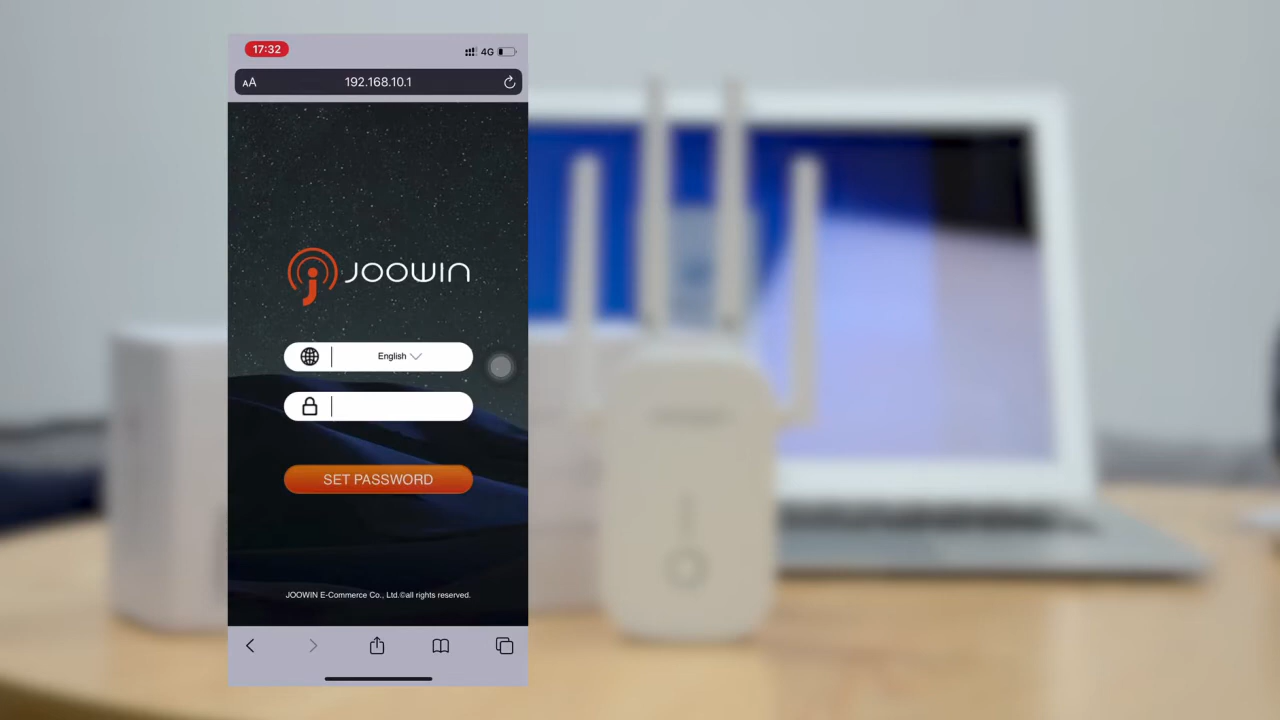 17:32
4G
AA
192.168.10.1
JOOWIN
English
SET PASSWORD
JOOWIN E-Commerce Co., Ltd.©all rights reserved.